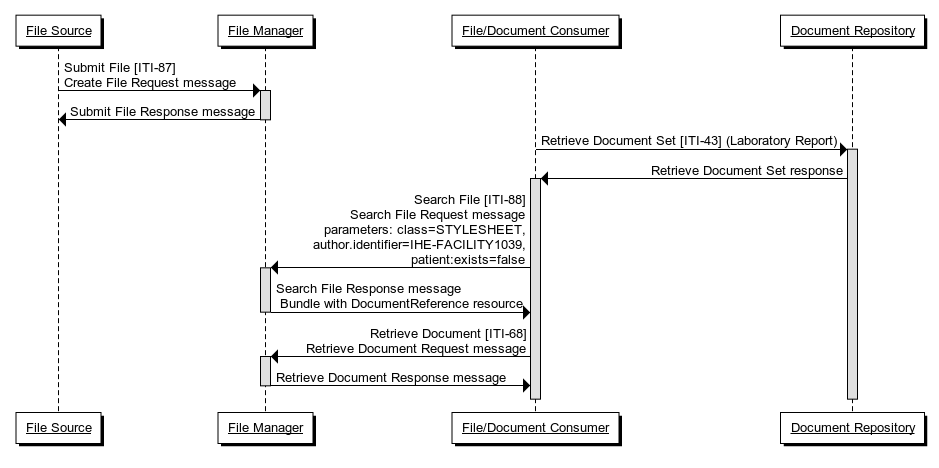 File Source
File Manager
File/Document Consumer
Document Repository
Submit File [ITI-87]
Create File Request message
Submit File Response message
Retrieve Document Set [ITI-43] (Laboratory Report)
Retrieve Document Set response
Search File [ITI-88]
Search File Request message
parameters: class=STYLESHEET,
author.identifier=IHE-FACILITY1039,
patient:exists=false
Search File Response message
Bundle with DocumentReference resource
Retrieve Document [ITI-68]
Retrieve Document Request message
Retrieve Document Response message
File Source
File Manager
File/Document Consumer
Document Repository